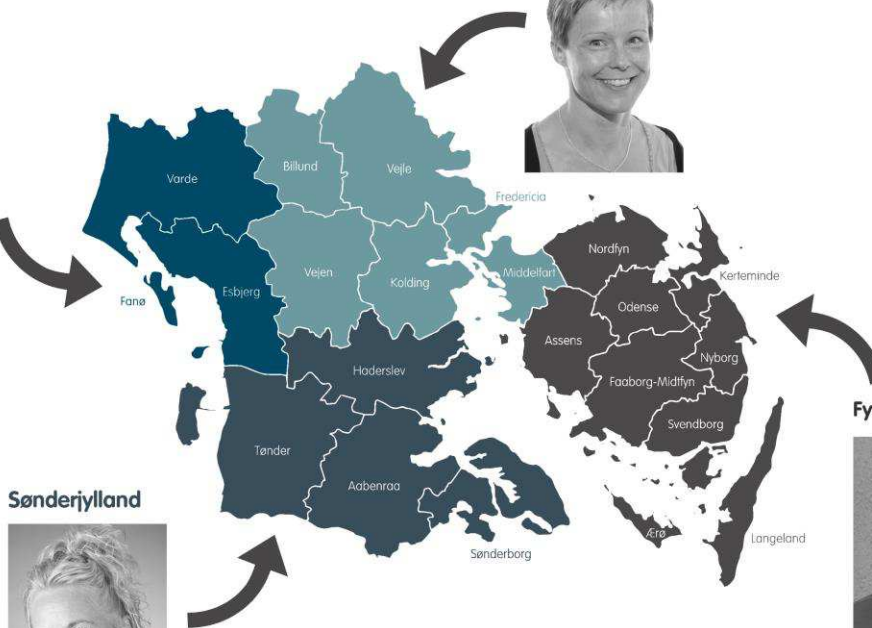 Varde
Billund
Vejle
Fredericia
Nordfyn
Kerteminde
Vejen
Kolding
Middelfart
Fanø
Esbjerg
Odense
Assens
Nyborg
Haderslev
Faaborg-Midtfyn
Svendborg
Tønder
Aabenraa
Sønderjylland
Sønderborg
Ærø
Langeland
Fy